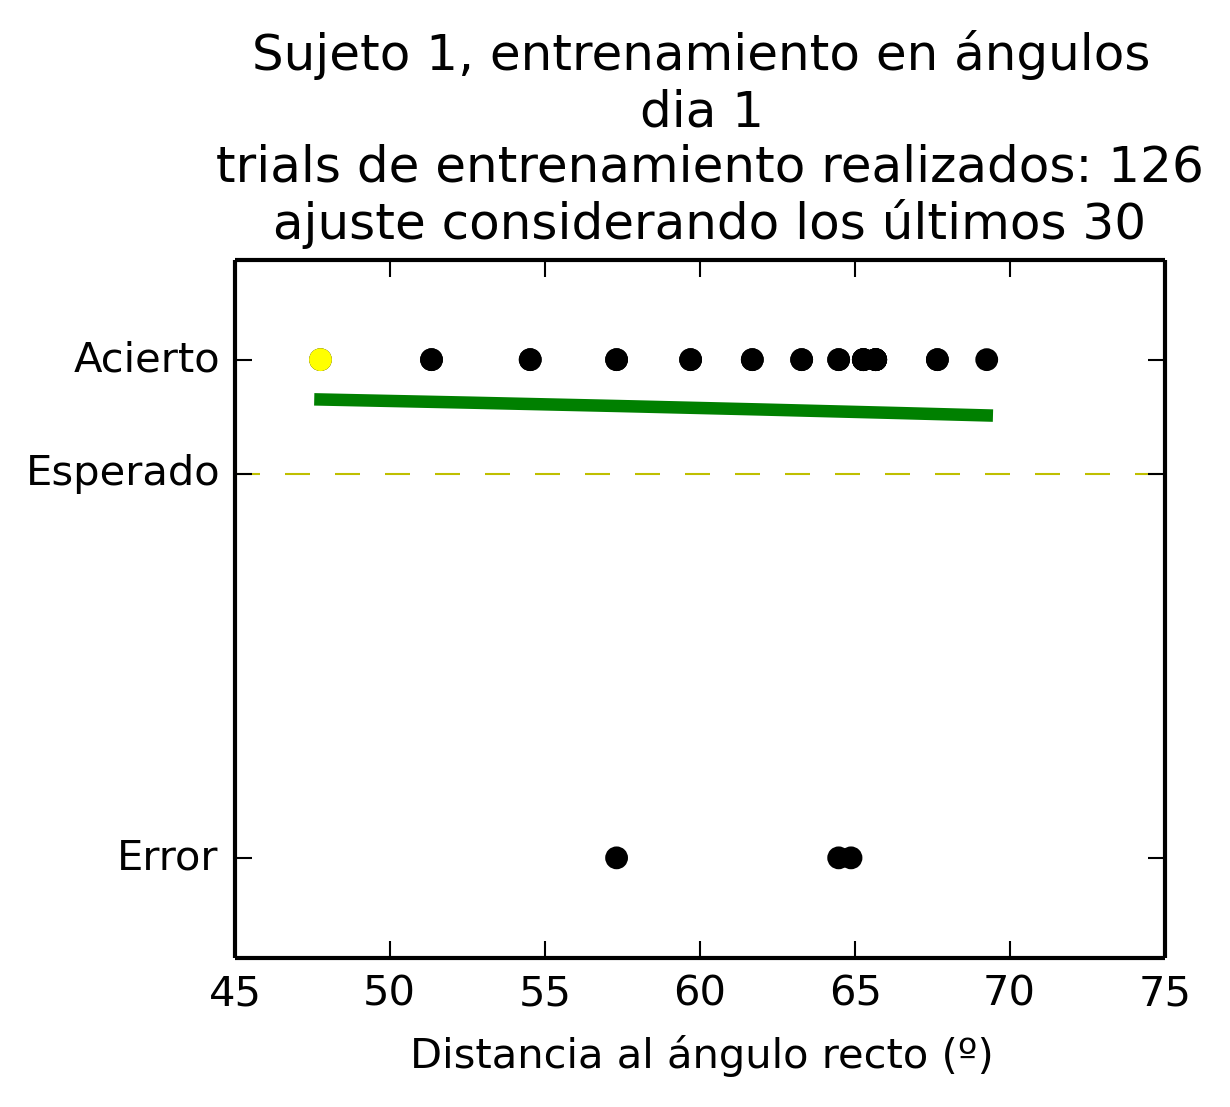 Sujeto 1, entrenamiento en ángulos
dia 1
trials de entrenamiento realizados: 126
ajuste considerando los últimos 30
Acierto
Esperado
Error
45 50 55 60 65 70 75
Distancia al ángulo recto (º)